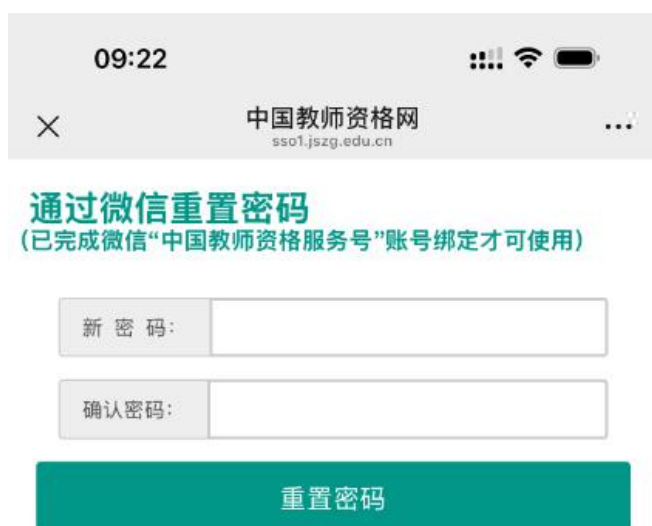 09:22
中国教师资格网
sso1.jszg.edu.cn
通过微信重置密码
(已完成微信“中国教师资格服务号”账号绑定才可使用)
新 密 码:
确认密码:
重置密码